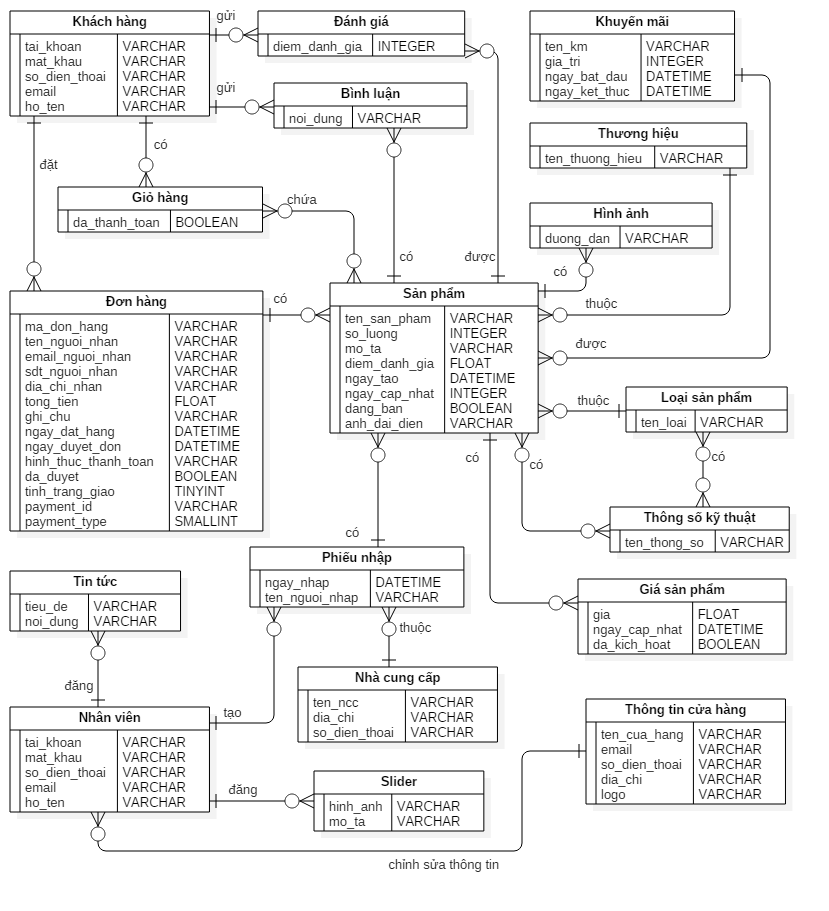 Khách hàng
tai_khoan VARCHAR
mat_khau VARCHAR
so_dien_thoai VARCHAR
email VARCHAR
ho_ten VARCHAR
gửi
Đánh giá
diem_danh_gia INTEGER
gửi
Bình luận
noi_dung VARCHAR
Khuyến mãi
ten_km VARCHAR
gia_tri INTEGER
ngay_bat_dau DATETIME
ngay_ket_thuc DATETIME
Thương hiệu
ten_thuong_hieu VARCHAR
đặt
có
Giỏ hàng
da_thanh_toan BOOLEAN
chứa
Hình ảnh
duong_dan VARCHAR
có
được
có
thuộc
được
Đơn hàng
ma_don_hang VARCHAR
ten_nguoi_nhan VARCHAR
email_nguoi_nhan VARCHAR
sdt_nguoi_nhan VARCHAR
dia_chi_nhan VARCHAR
tong_tien FLOAT
ghi_chu VARCHAR
ngay_dat_hang DATETIME
ngay_duyet_don DATETIME
hinh_thuc_thanh_toan VARCHAR
da_duyet BOOLEAN
tinh_trang_giao TINYINT
payment_id VARCHAR
payment_type SMALLINT
có
Sản phẩm
ten_san_pham VARCHAR
so_luong INTEGER
mo_ta VARCHAR
diem_danh_gia FLOAT
ngay_tao DATETIME
ngay_cap_nhat INTEGER
dang_ban BOOLEAN
anh_dai_dien VARCHAR
thuộc
Loại sản phẩm
ten_loai VARCHAR
có
có
có
Thông số kỹ thuật
ten_thong_so VARCHAR
có
Phiếu nhập
ngay_nhap DATETIME
ten_nguoi_nhap VARCHAR
Giá sản phẩm
gia FLOAT
ngay_cap_nhat DATETIME
da_kich_hoat BOOLEAN
Tin tức
tieu_de VARCHAR
noi_dung VARCHAR
thuộc
Nhà cung cấp
ten_ncc VARCHAR
dia_chi VARCHAR
so_dien_thoai VARCHAR
đăng
tạo
Nhân viên
tai_khoan VARCHAR
mat_khau VARCHAR
so_dien_thoai VARCHAR
email VARCHAR
ho_ten VARCHAR
đăng
Slider
hinh_anh VARCHAR
mo_ta VARCHAR
Thông tin cửa hàng
ten_cua_hang VARCHAR
email VARCHAR
so_dien_thoai VARCHAR
dia_chi VARCHAR
logo VARCHAR
chỉnh sửa thông tin